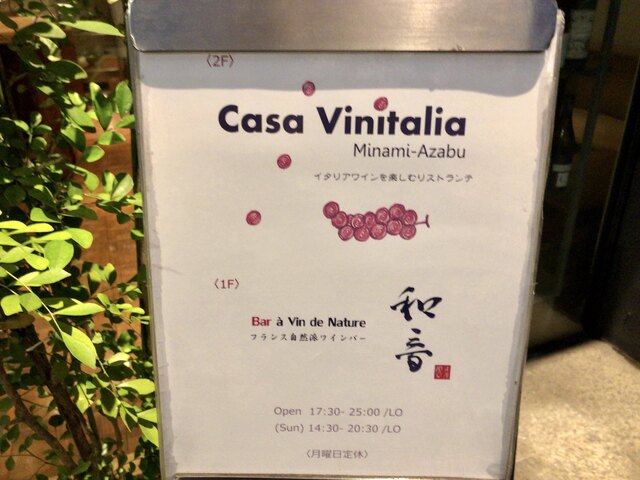 〈2F〉
Casa Vinitalia
Minami-Azabu
イタリアワインを楽しむリストランテ
〈1F〉
Bar à Vin de Nature
フランス自然派ワインバー
和音
Open 17:30- 25:00 /LO
(Sun) 14:30- 20:30 /LO
〈月曜日定休〉